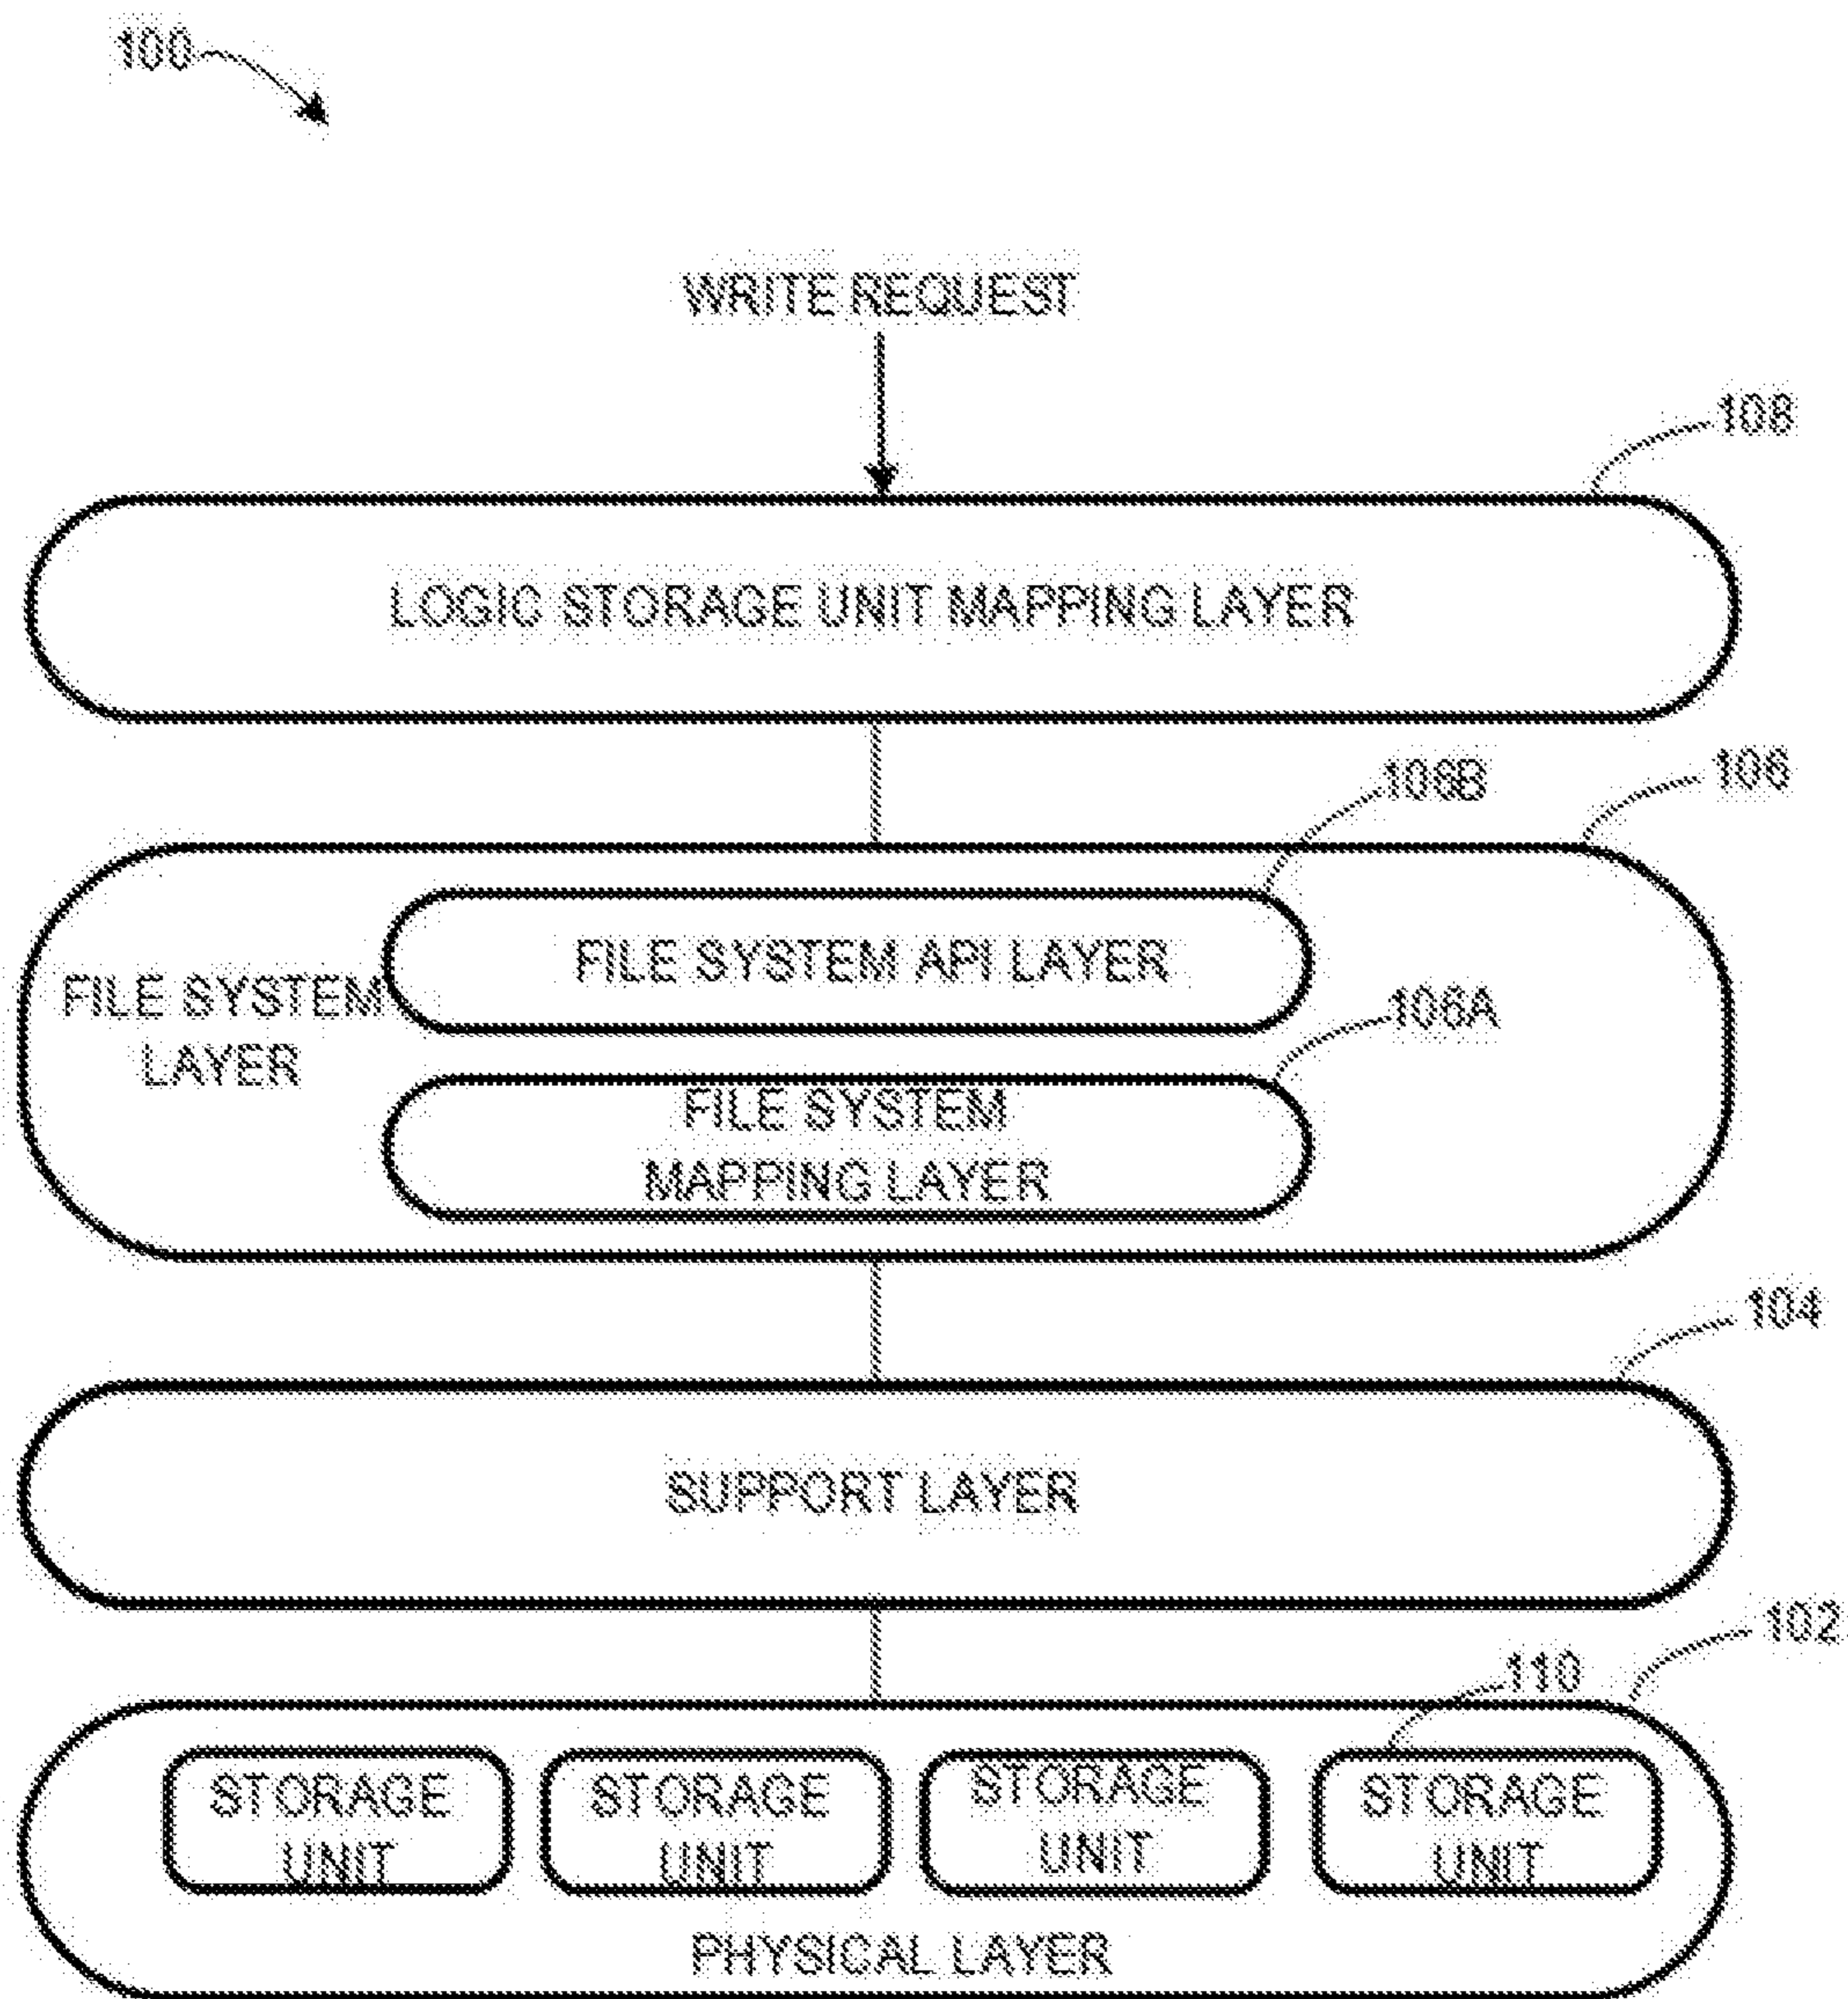 100
WRITE REQUEST
108
LOGIC STORAGE UNIT MAPPING LAYER
106B
106
FILE SYSTEM API LAYER
FILE SYSTEM
LAYER
106A
FILE SYSTEM
MAPPING LAYER
104
SUPPORT LAYER
102
110
STORAGE
UNIT
STORAGE
UNIT
STORAGE
UNIT
STORAGE
UNIT
PHYSICAL LAYER